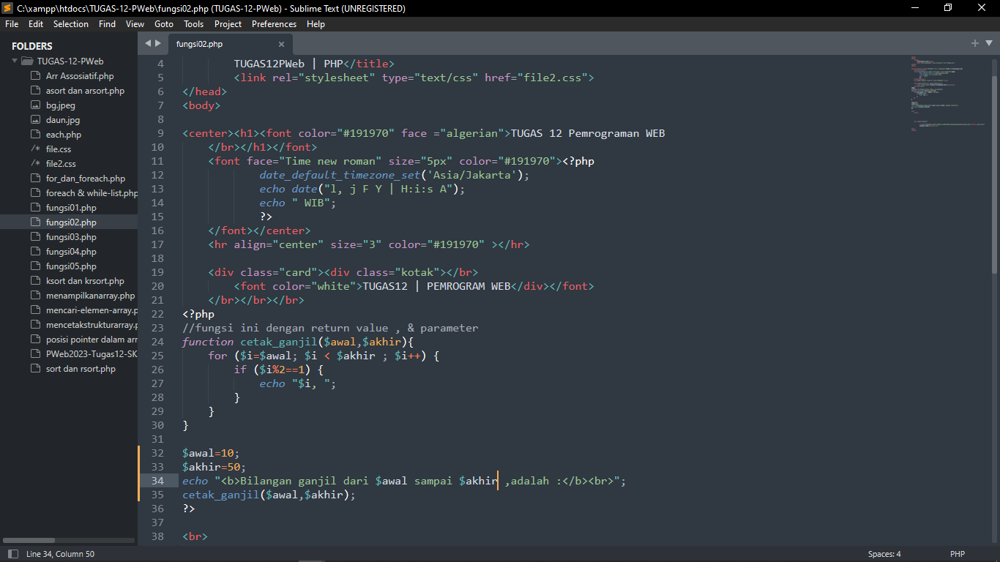 C:\xampp\htdocs\TUGAS-12-PWeb\fungsi02.php (TUGAS-12-PWeb) - Sublime Text (UNREGISTERED)
File Edit Selection Find View Goto Tools Project Preferences Help
FOLDERS
TUGAS-12-PWeb
Arr Assosiatif.php
asort dan arsort.php
bg.jpeg
daun.jpg
each.php
/* file.css
/* file2.css
for_dan_foreach.php
foreach & while-list.php
fungsi01.php
fungsi02.php
fungsi03.php
fungsi04.php
fungsi05.php
ksort dan krsort.php
menampilkanarray.php
mencari-elemen-array.p
mencetakstrukturarray.p
posisi pointer dalam arr
PWeb2023-Tugas12-SK
sort dan rsort.php
fungsi02.php
4 TUGAS12PWeb | PHP</title>
5 <link rel="stylesheet" type="text/css" href="file2.css">
6 </head>
7 <body>
8
9 <center><h1><font color="#191970" face ="algerian">TUGAS 12 Pemrograman WEB
10 </br></h1></font>
11 <font face="Time new roman" size="5px" color="#191970"><?php
12 date_default_timezone_set('Asia/Jakarta');
13 echo date("l, j F Y | H:i:s A");
14 echo " WIB";
15 ?>
16 </font></center>
17 <hr align="center" size="3" color="#191970" ></hr>
18
19 <div class="card"><div class="kotak"></br>
20 <font color="white">TUGAS12 | PEMROGRAM WEB</div></font>
21 </br></br></br>
22 <?php
23 //fungsi ini dengan return value , & parameter
24 function cetak_ganjil($awal,$akhir){
25 for ($i=$awal; $i < $akhir ; $i++) {
26 if ($i%2==1) {
27 echo "$i, ";
28 }
29 }
30 }
31
32 $awal=10;
33 $akhir=50;
34 echo "<b>Bilangan ganjil dari $awal sampai $akhir ,adalah :</b><br>";
35 cetak_ganjil($awal,$akhir);
36 ?>
37
38 <br>
Line 34, Column 50
Spaces: 4
PHP